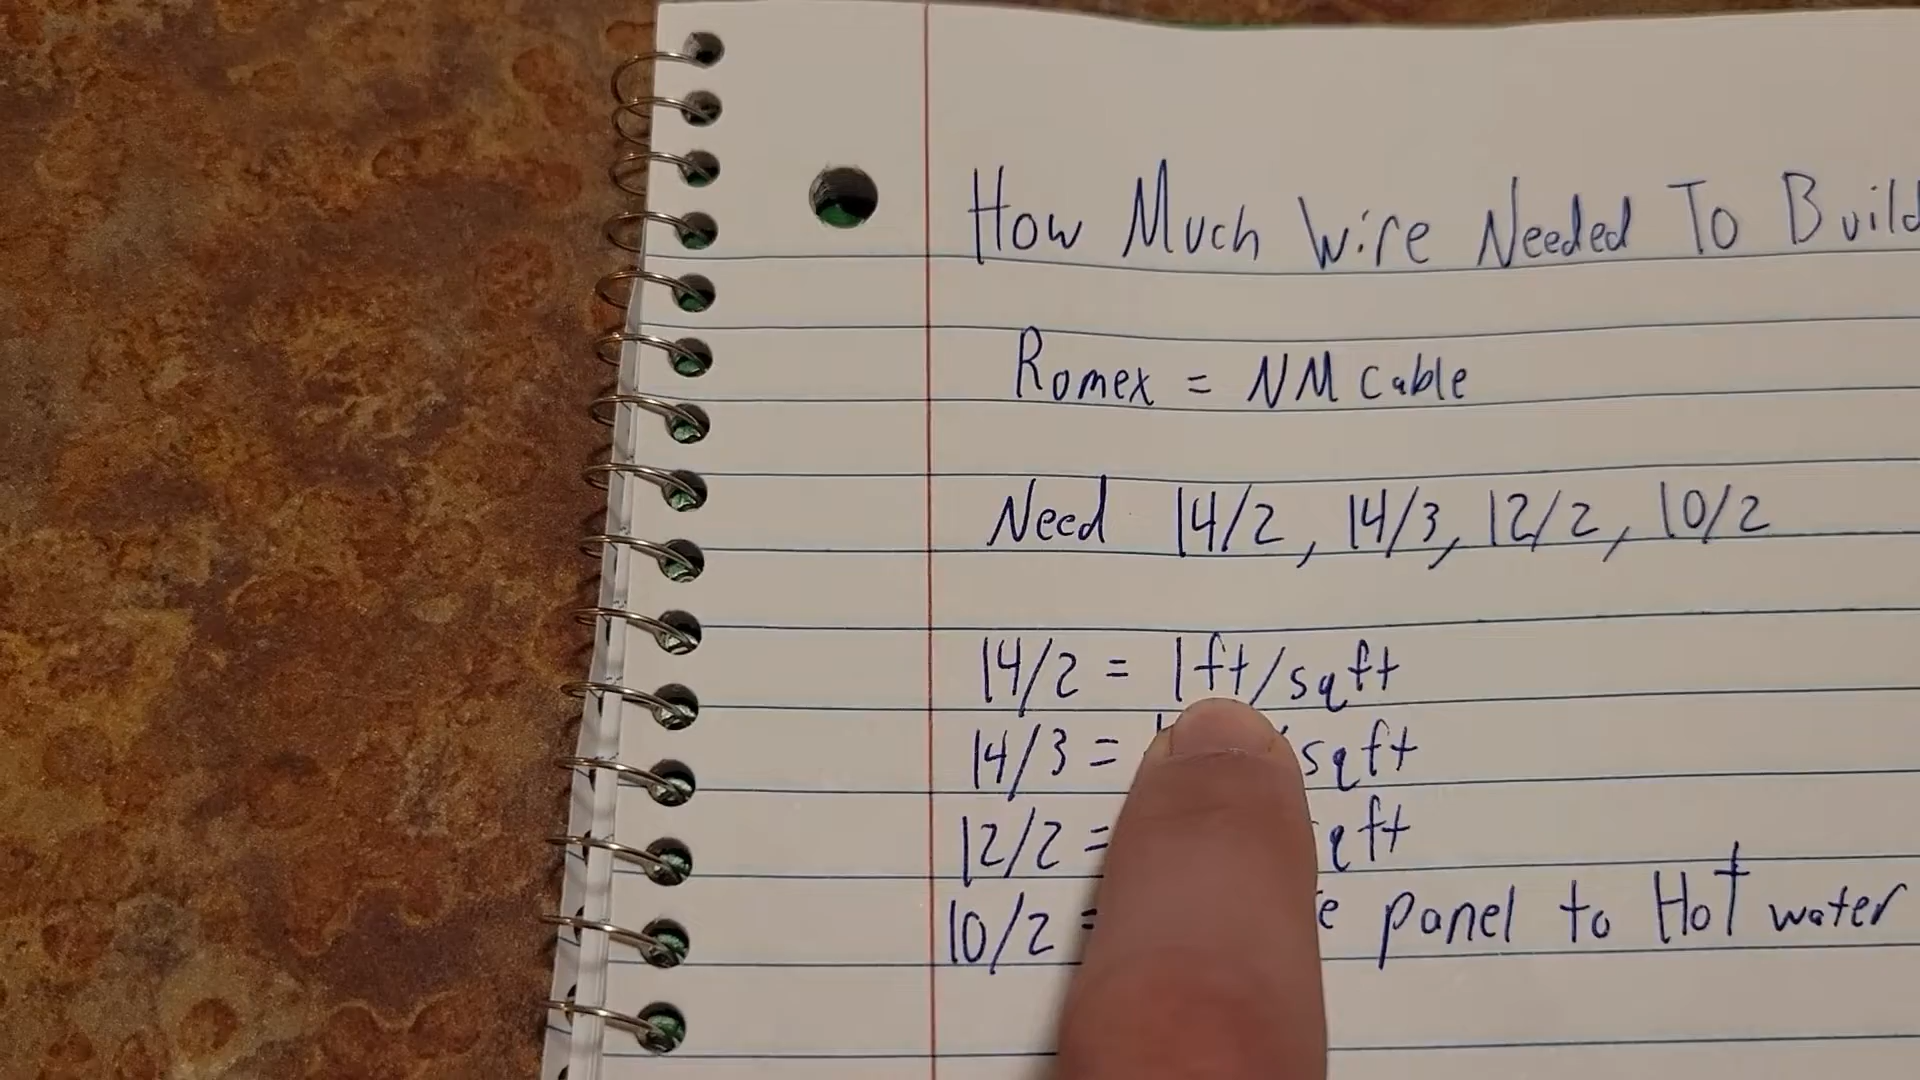 How Much Wire Needed To Build
Romex = NM Cable
Need 14/2, 14/3, 12/2, 10/2
14/2 = 1ft/sqft
14/3 = sqft
12/2 =
10/2 = panel to Hot water